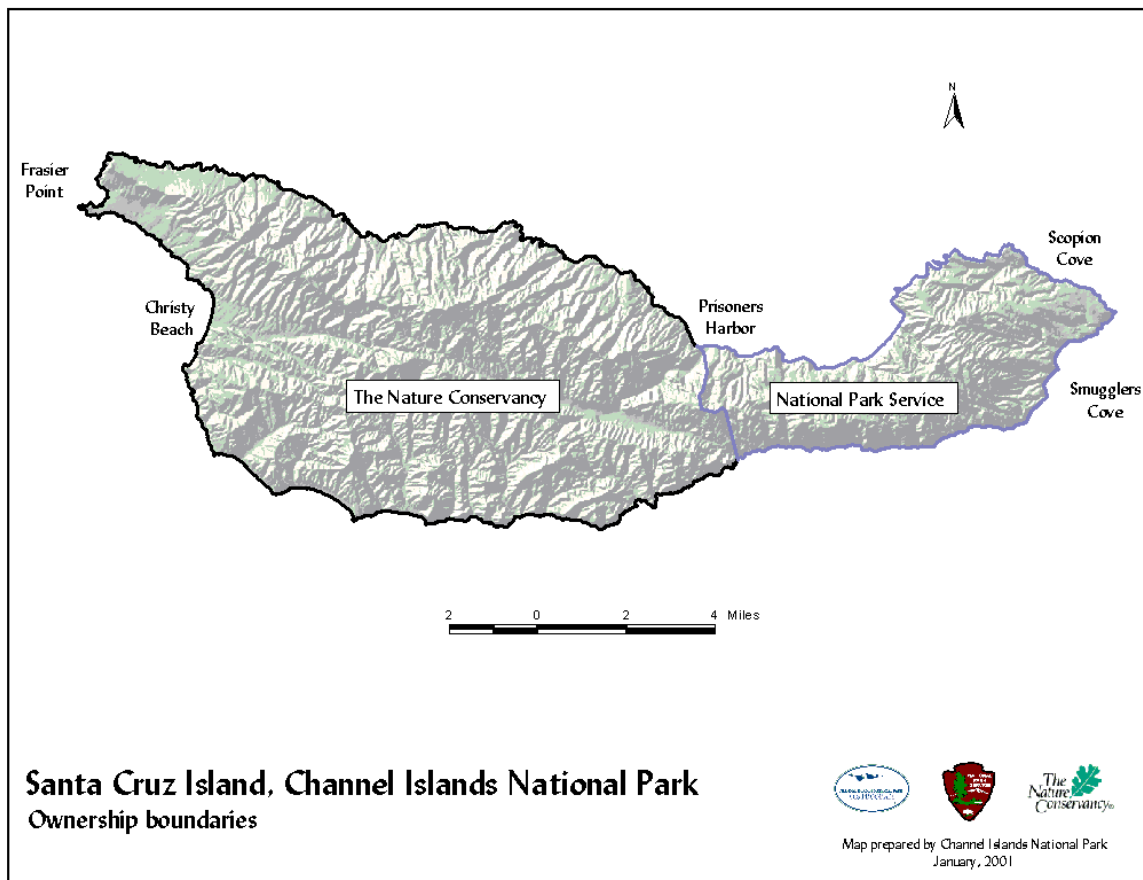 N
Frasier
Point
Scopion
Cove
Christy
Beach
Prisoners
Harbor
The Nature Conservancy
National Park Service
Smugglers
Cove
2 0 2 4 Miles
Santa Cruz Island, Channel Islands National Park
Ownership boundaries
The
Nature
Conservancy
Map prepared by Channel Islands National Park
January, 2001